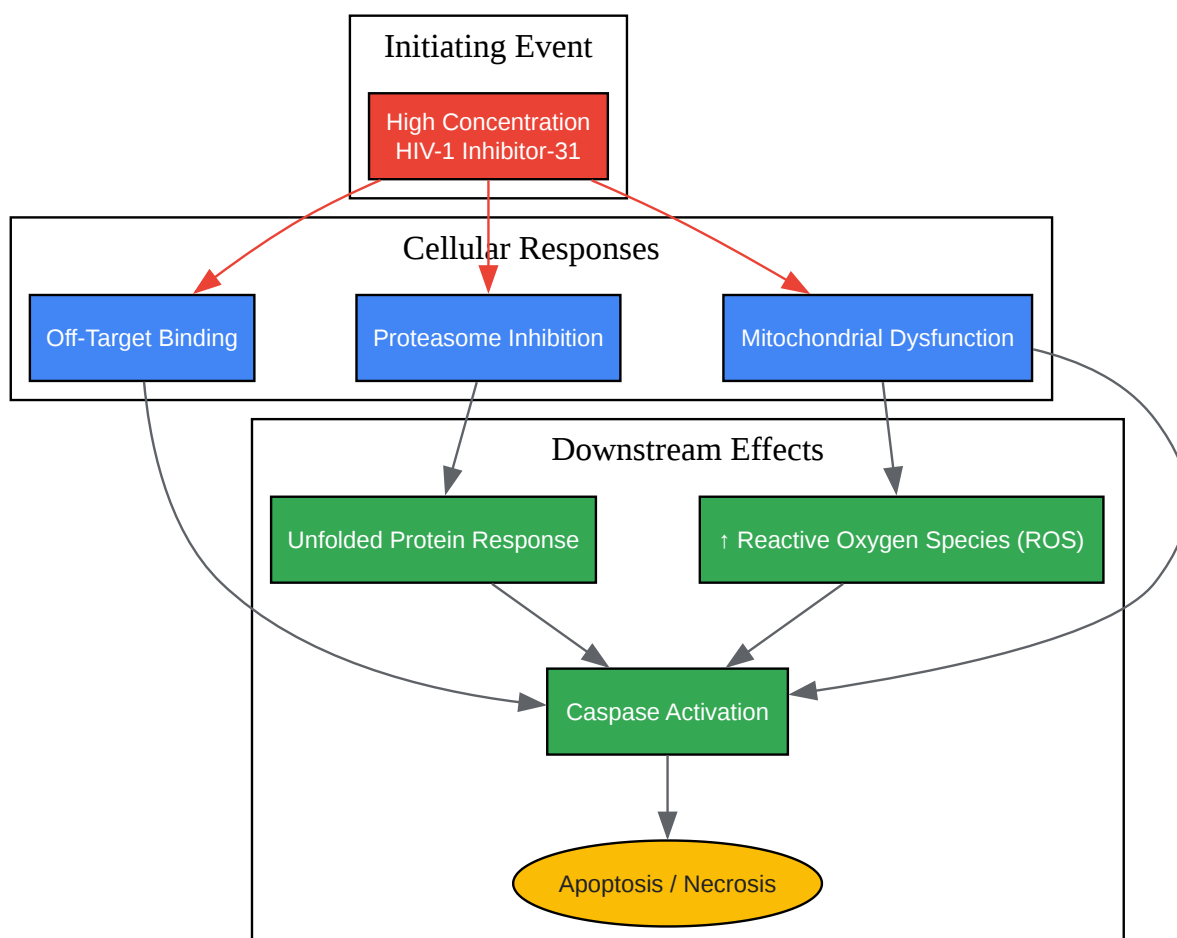 Initiating Event
High Concentration
HIV-1 Inhibitor-31
Cellular Responses
Off-Target Binding
Proteasome Inhibition
Mitochondrial Dysfunction
Downstream Effects
Unfolded Protein Response
↑ Reactive Oxygen Species (ROS)
Caspase Activation
Apoptosis / Necrosis